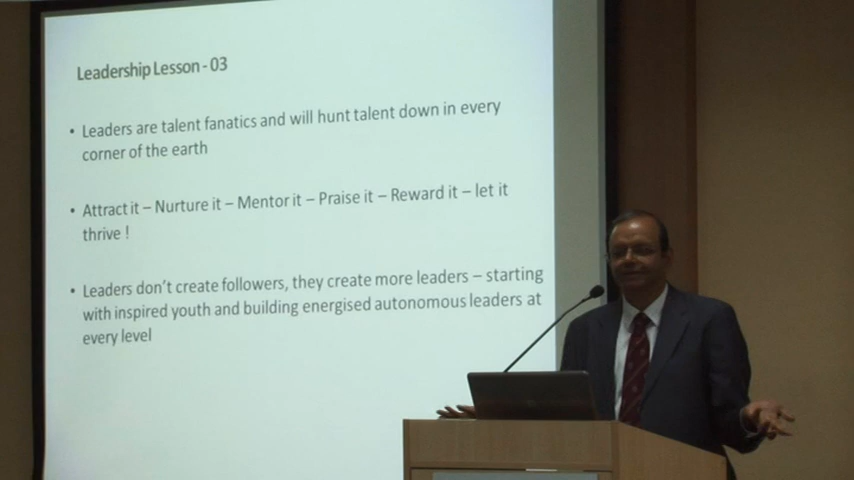 Leadership Lesson - 03
• Leaders are talent fanatics and will hunt talent down in every
corner of the earth
• Attract it – Nurture it – Mentor it – Praise it – Reward it – let it
thrive !
• Leaders don't create followers, they create more leaders – starting
with inspired youth and building energised autonomous leaders at
every level